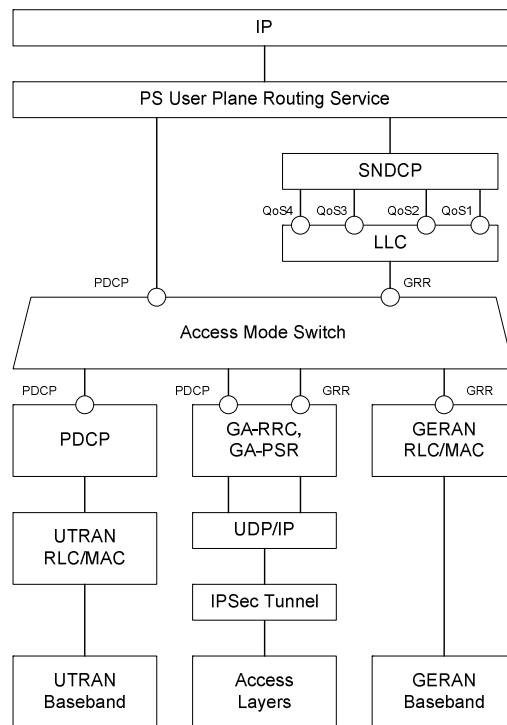 IP
PS User Plane Routing Service
SNDCP
QoS4 QoS3 QoS2 QoS1
LLC
PDCP GRR
Access Mode Switch
PDCP PDCP GRR GRR
PDCP
GA-RRC,
GA-PSR
GERAN
RLC/MAC
UTRAN
RLC/MAC
UDP/IP
IPSec Tunnel
UTRAN
Baseband
Access
Layers
GERAN
Baseband